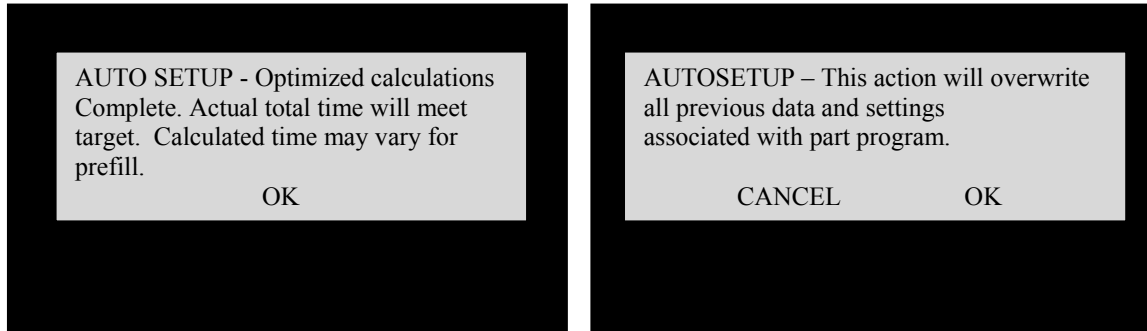 AUTO SETUP - Optimized calculations
Complete. Actual total time will meet
target.  Calculated time may vary for
prefill.
OK
AUTOSETUP – This action will overwrite
all previous data and settings
associated with part program.
CANCEL OK